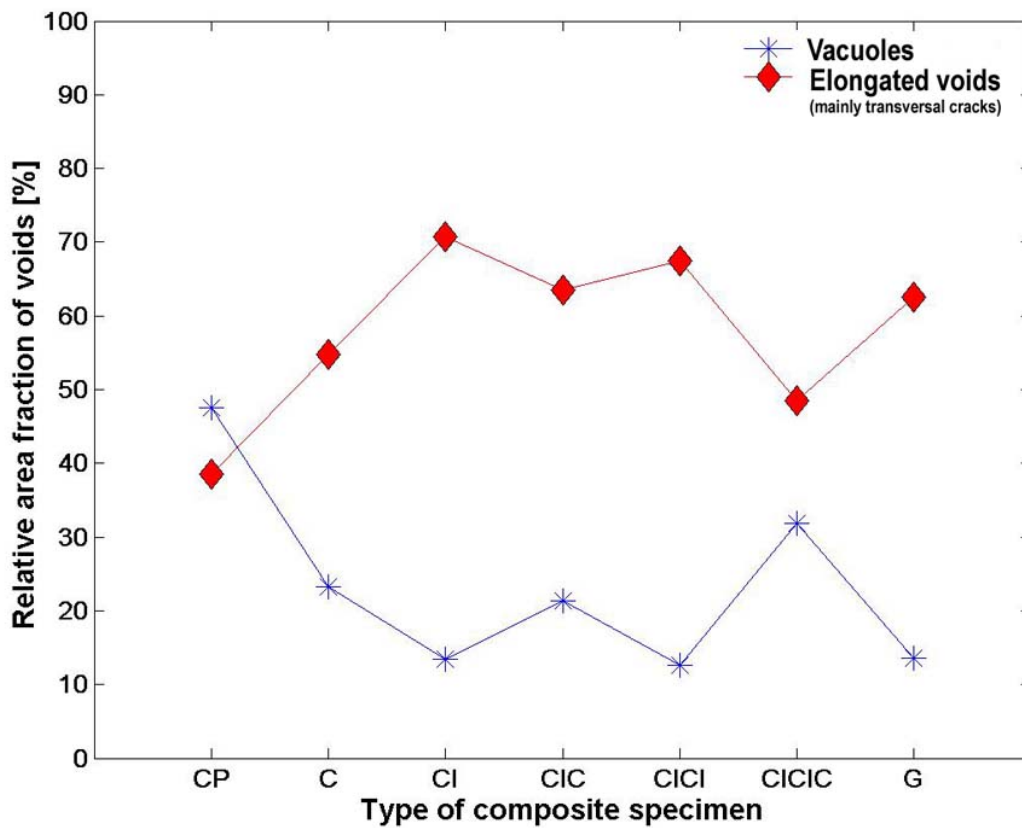 100
90
80
70
60
50
40
30
20
10
0
Relative area fraction of voids [%]
Vacuoles
Elongated voids
(mainly transversal cracks)
CP C CI CIC CICI CICIC G
Type of composite specimen